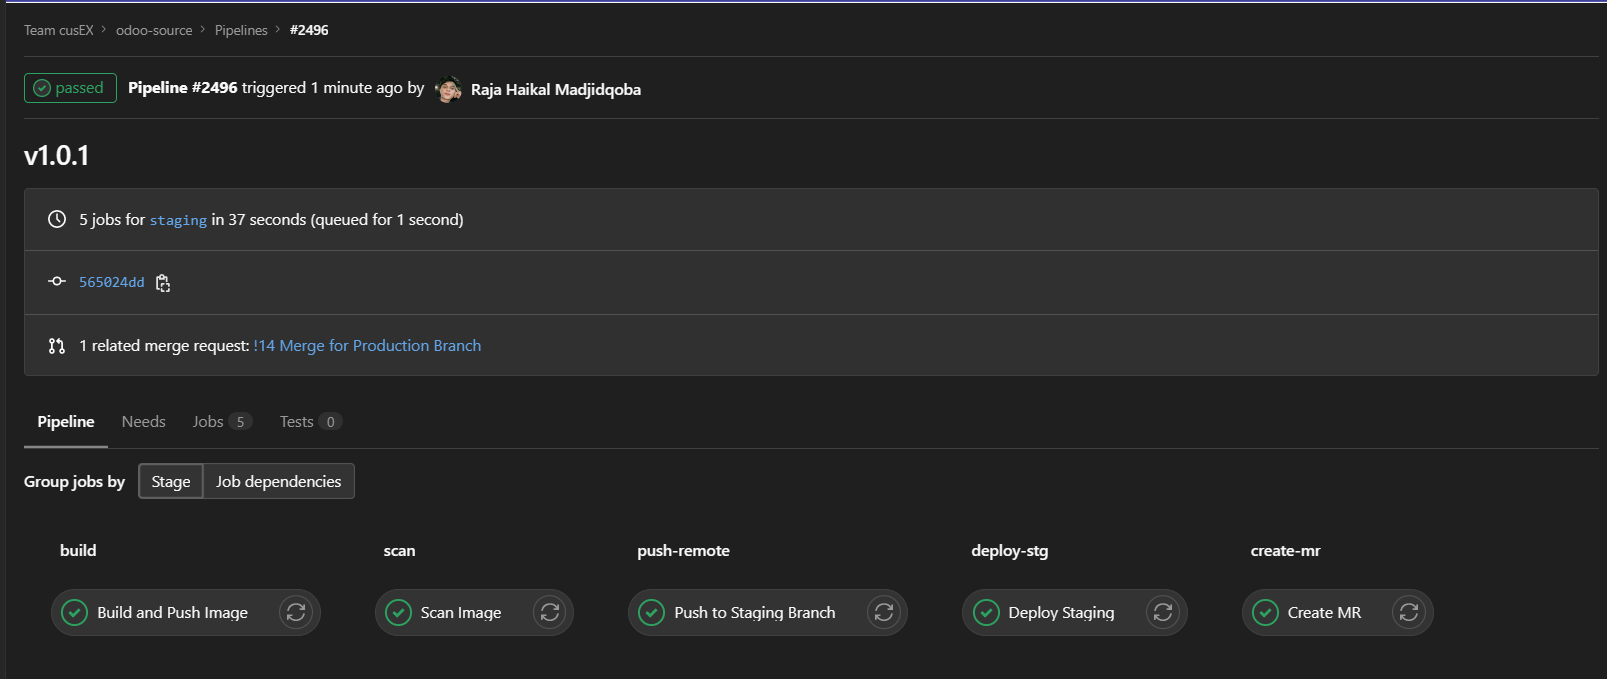 Team cusEX > odoo-source > Pipelines > #2496
passed Pipeline #2496 triggered 1 minute ago by Raja Haikal Madjidqoba
v1.0.1
5 jobs for staging in 37 seconds (queued for 1 second)
565024dd
1 related merge request: !14 Merge for Production Branch
Pipeline Needs Jobs 5 Tests 0
Group jobs by Stage Job dependencies
build scan push-remote deploy-stg create-mr
Build and Push Image Scan Image Push to Staging Branch Deploy Staging Create MR